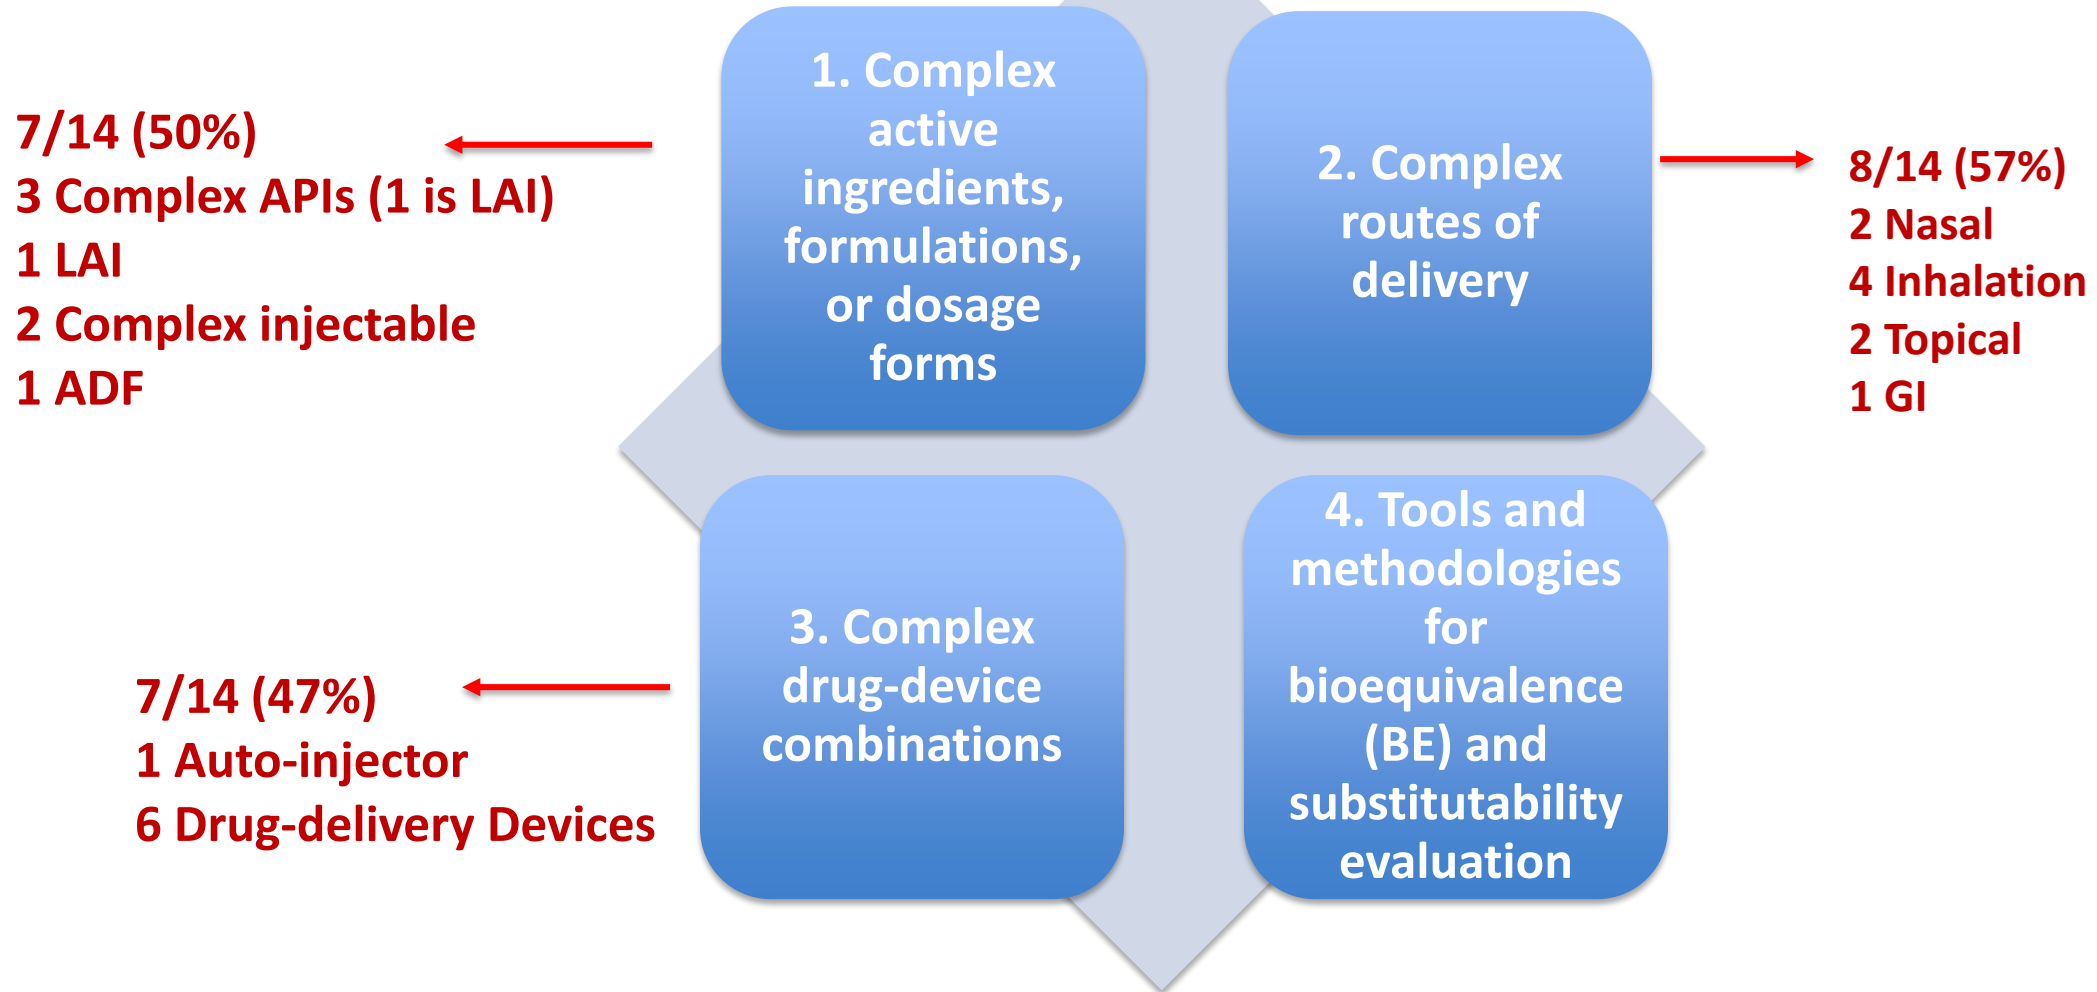 7/14 (50%)
3 Complex APIs (1 is LAI)
1 LAI
2 Complex injectable
1 ADF
1. Complex
active
ingredients,
formulations,
or dosage
forms
2. Complex
routes of
delivery
8/14 (57%)
2 Nasal
4 Inhalation
2 Topical
1 GI
7/14 (47%)
1 Auto-injector
6 Drug-delivery Devices
3. Complex
drug-device
combinations
4. Tools and
methodologies
for
bioequivalence
(BE) and
substitutability
evaluation